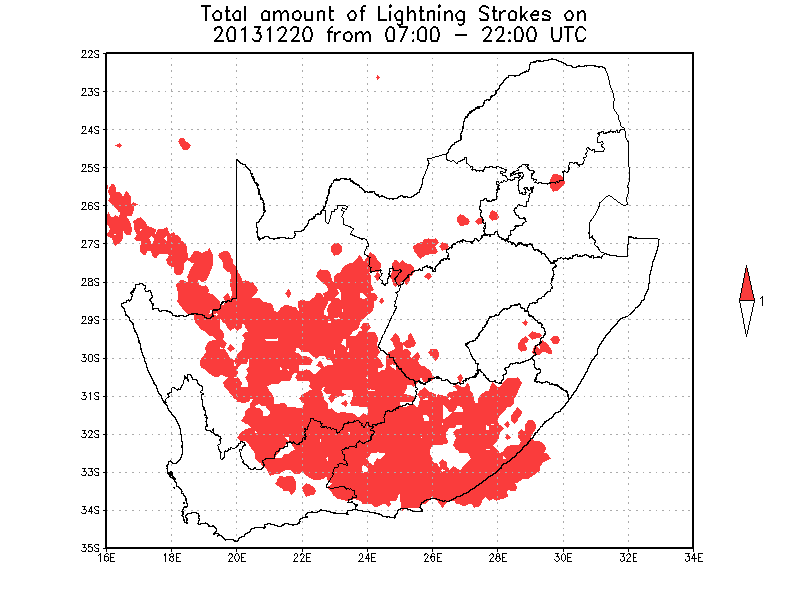 Total amount of Lightning Strokes on
20131220 from 07:00 - 22:00 UTC
22S
23S
24S
25S
26S
27S
28S
29S
30S
31S
32S
33S
34S
35S
16E 18E 20E 22E 24E 26E 28E 30E 32E 34E
1